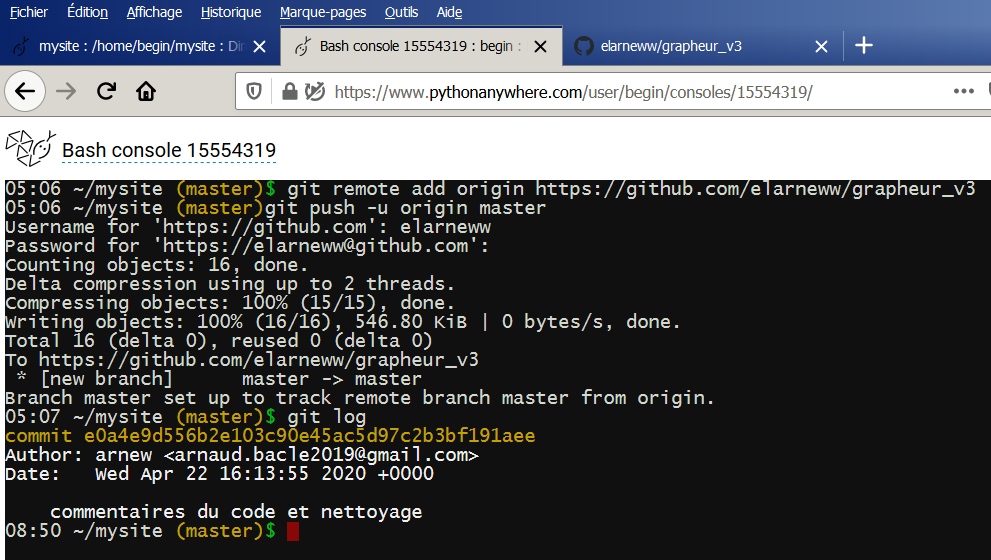 Fichier Édition Affichage Historique Marque-pages Outils Aide
mysite : /home/begin/mysite : Di
Bash console 15554319 : begin :
elarneww/grapheur_v3
https://www.pythonanywhere.com/user/begin/consoles/15554319/
Bash console 15554319
05:06 ~/mysite (master)$ git remote add origin https://github.com/elarneww/grapheur_v3
05:06 ~/mysite (master)git push -u origin master
Username for 'https://github.com': elarneww
Password for 'https://elarneww@github.com':
Counting objects: 16, done.
Delta compression using up to 2 threads.
Compressing objects: 100% (15/15), done.
Writing objects: 100% (16/16), 546.80 KiB | 0 bytes/s, done.
Total 16 (delta 0), reused 0 (delta 0)
To https://github.com/elarneww/grapheur_v3
 * [new branch]      master -> master
Branch master set up to track remote branch master from origin.
05:07 ~/mysite (master)$ git log
commit e0a4e9d556b2e103c90e45ac5d97c2b3bf191aee
Author: arnew <arnaud.bacle2019@gmail.com>
Date:   Wed Apr 22 16:13:55 2020 +0000
    commentaires du code et nettoyage
08:50 ~/mysite (master)$